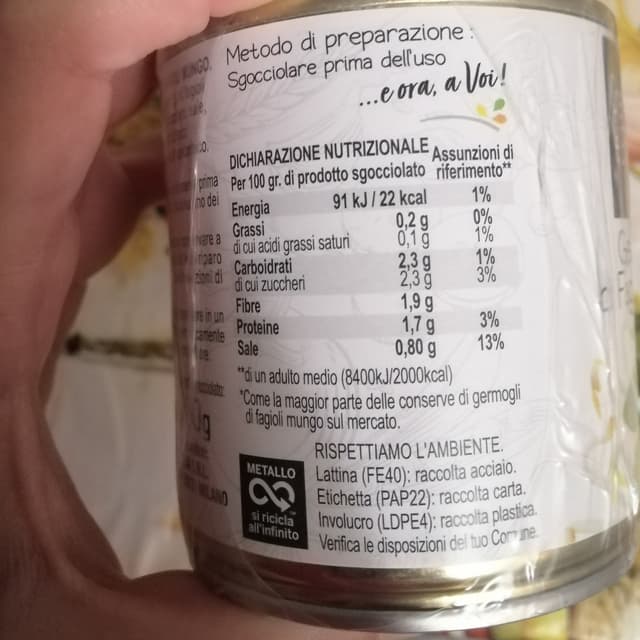 Metodo di preparazione:
Sgocciolare prima dell'uso
...e ora, a Voi!
DICHIARAZIONE NUTRIZIONALE Assunzioni di
Per 100 gr. di prodotto sgocciolato riferimento**
Energia 91 kJ / 22 kcal 1%
Grassi 0,2 g 0%
di cui acidi grassi saturi 0,1 g 1%
Carboidrati 2,3 g 1%
di cui zuccheri 2,3 g 3%
Fibre 1,9 g
Proteine 1,7 g 3%
Sale 0,80 g 13%
**di un adulto medio (8400kJ/2000kcal)
*Come la maggior parte delle conserve di germogli
di fagioli mungo sul mercato.
RISPETTIAMO L'AMBIENTE.
Lattina (FE40): raccolta acciaio.
Etichetta (PAP22): raccolta carta.
Involucro (LDPE4): raccolta plastica.
Verifica le disposizioni del tuo Comune.
METALLO
si ricicla
all'infinito
prima
MILANO